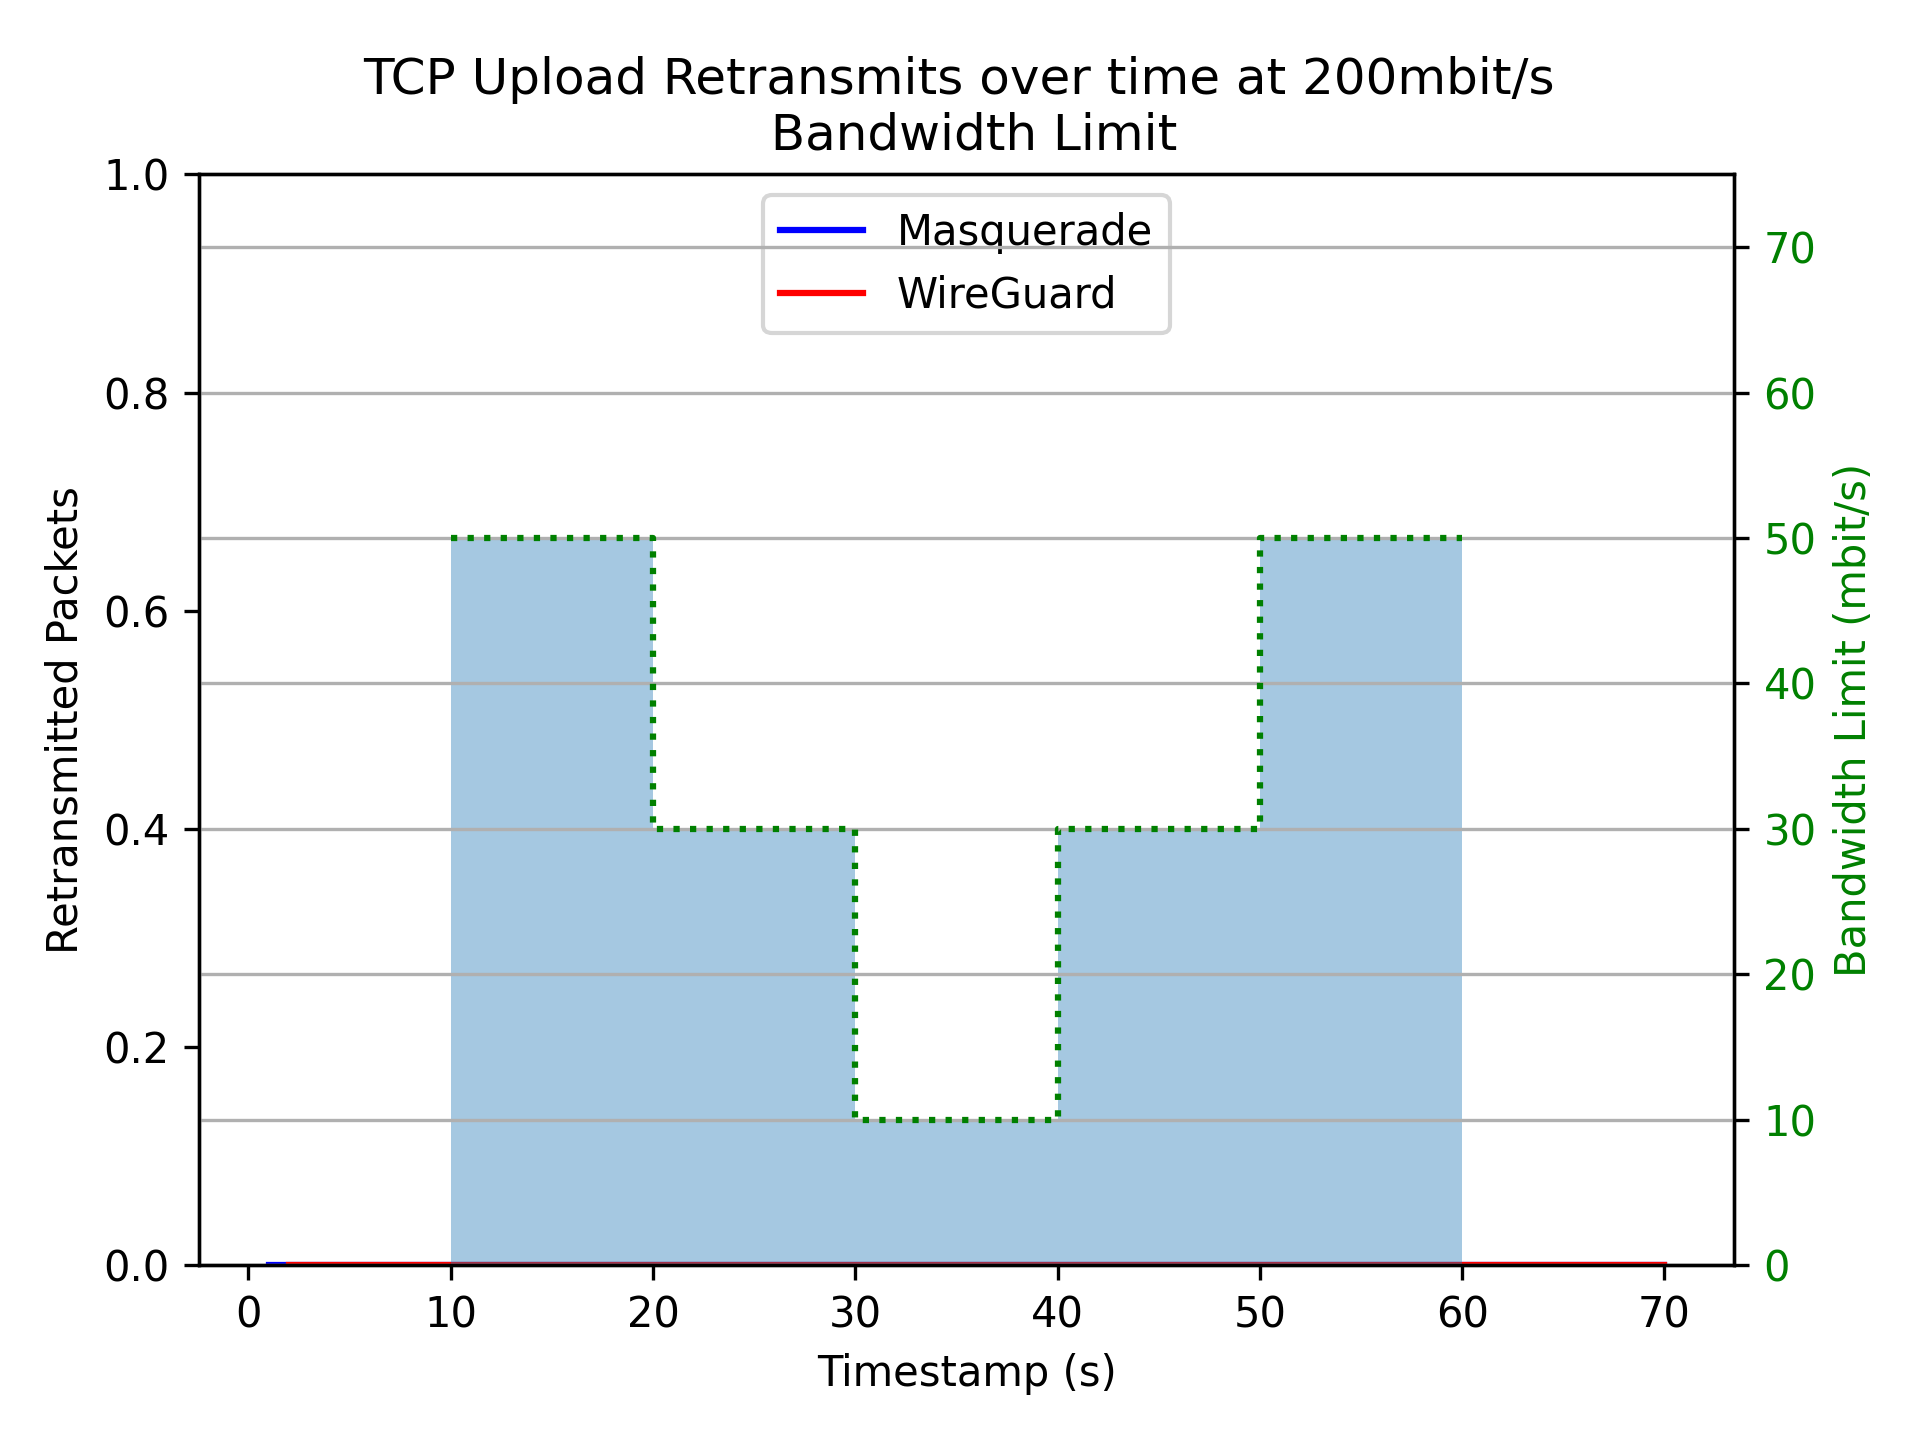 TCP Upload Retransmits over time at 200mbit/s
Bandwidth Limit
Masquerade
WireGuard
Retransmitted Packets
1.0
0.8
0.6
0.4
0.2
0.0
70
60
50
40
30
20
10
0
Bandwidth Limit (mbit/s)
0 10 20 30 40 50 60 70
Timestamp (s)